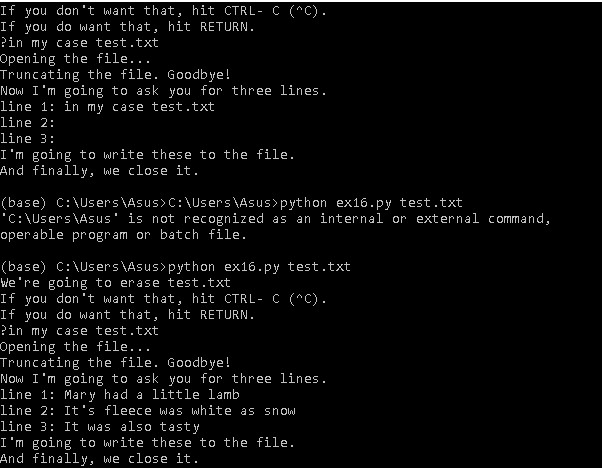 If you don't want that, hit CTRL- C (^C).
If you do want that, hit RETURN.
?in my case test.txt
Opening the file...
Truncating the file. Goodbye!
Now I'm going to ask you for three lines.
line 1: in my case test.txt
line 2:
line 3:
I'm going to write these to the file.
And finally, we close it.
(base) C:\Users\Asus>C:\Users\Asus>python ex16.py test.txt
'C:\Users\Asus' is not recognized as an internal or external command,
operable program or batch file.
(base) C:\Users\Asus>python ex16.py test.txt
We're going to erase test.txt
If you don't want that, hit CTRL- C (^C).
If you do want that, hit RETURN.
?in my case test.txt
Opening the file...
Truncating the file. Goodbye!
Now I'm going to ask you for three lines.
line 1: Mary had a little lamb
line 2: It's fleece was white as snow
line 3: It was also tasty
I'm going to write these to the file.
And finally, we close it.